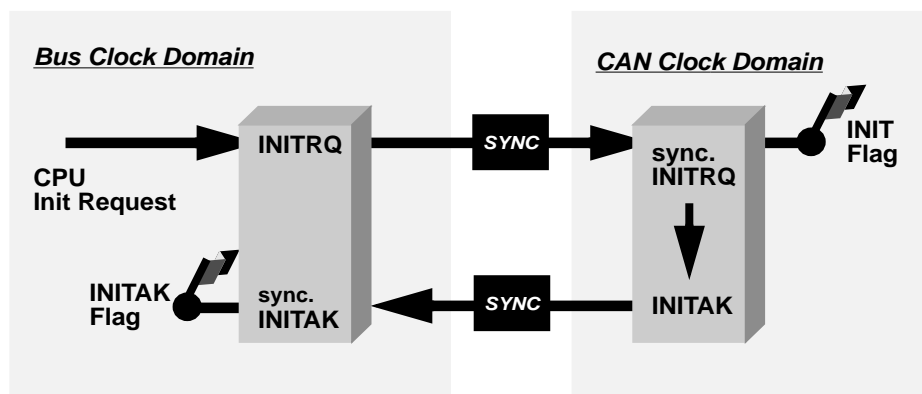 Bus Clock Domain
CAN Clock Domain
INITRQ
SYNC
sync.
INITRQ
INIT
Flag
CPU
Init Request
INITAK
Flag
sync.
INITAK
SYNC
INITAK